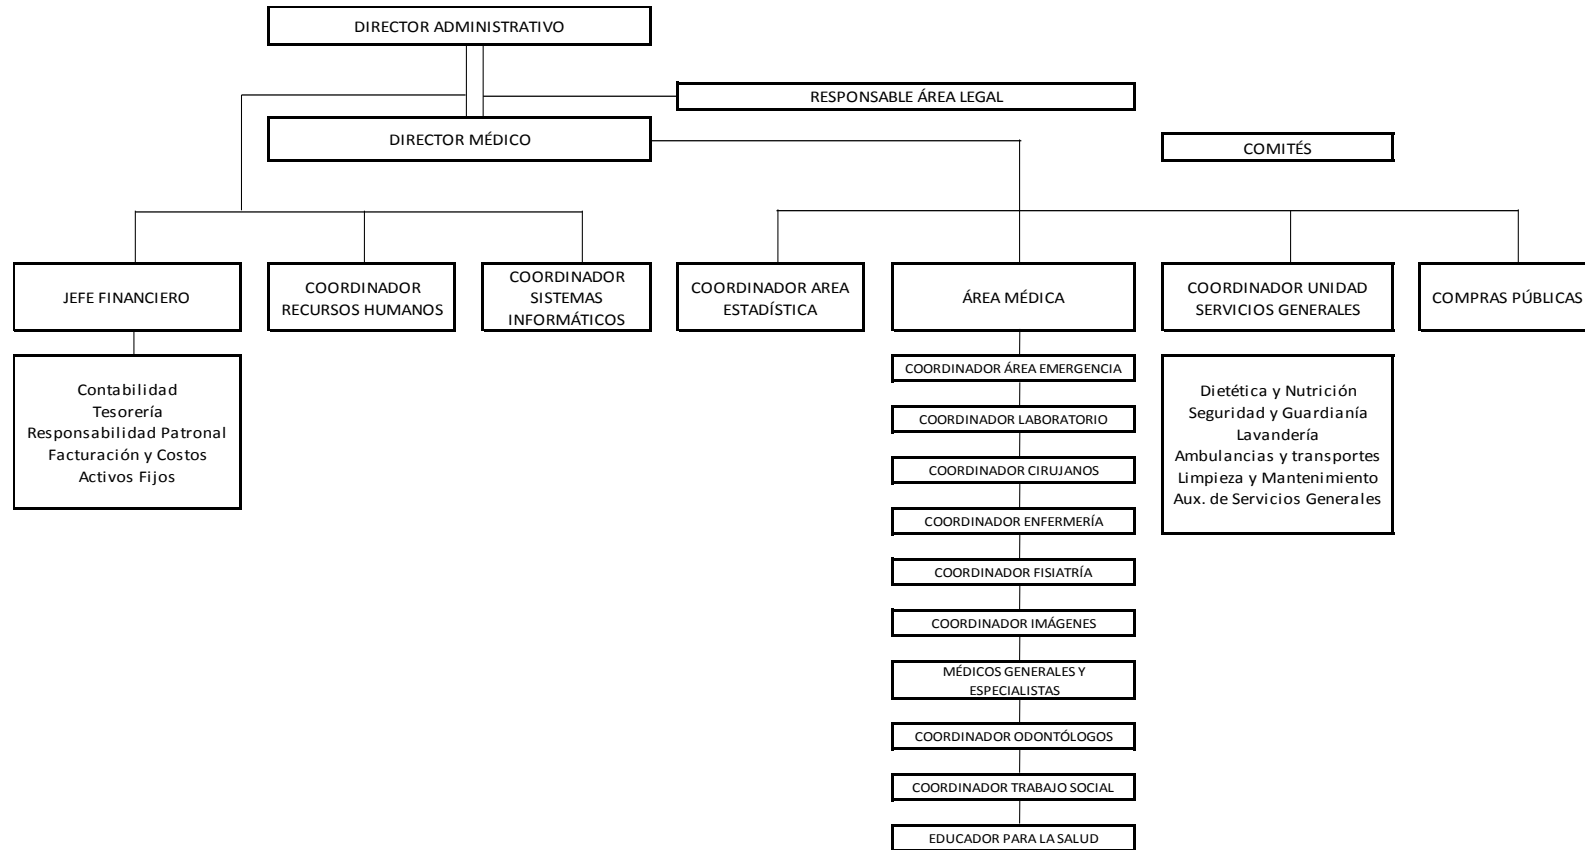 DIRECTOR ADMINISTRATIVO
RESPONSABLE ÁREA LEGAL
DIRECTOR MÉDICO
COMITÉS
JEFE FINANCIERO
COORDINADOR
RECURSOS HUMANOS
COORDINADOR
SISTEMAS
INFORMÁTICOS
COORDINADOR AREA
ESTADÍSTICA
ÁREA MÉDICA
COORDINADOR UNIDAD
SERVICIOS GENERALES
COMPRAS PÚBLICAS
Contabilidad
Tesorería
Responsabilidad Patronal
Facturación y Costos
Activos Fijos
COORDINADOR ÁREA EMERGENCIA
COORDINADOR LABORATORIO
COORDINADOR CIRUJANOS
COORDINADOR ENFERMERÍA
COORDINADOR FISIATRÍA
COORDINADOR IMÁGENES
MÉDICOS GENERALES Y
ESPECIALISTAS
COORDINADOR ODONTÓLOGOS
COORDINADOR TRABAJO SOCIAL
EDUCADOR PARA LA SALUD
Dietética y Nutrición
Seguridad y Guardianía
Lavandería
Ambulancias y transportes
Limpieza y Mantenimiento
Aux. de Servicios Generales